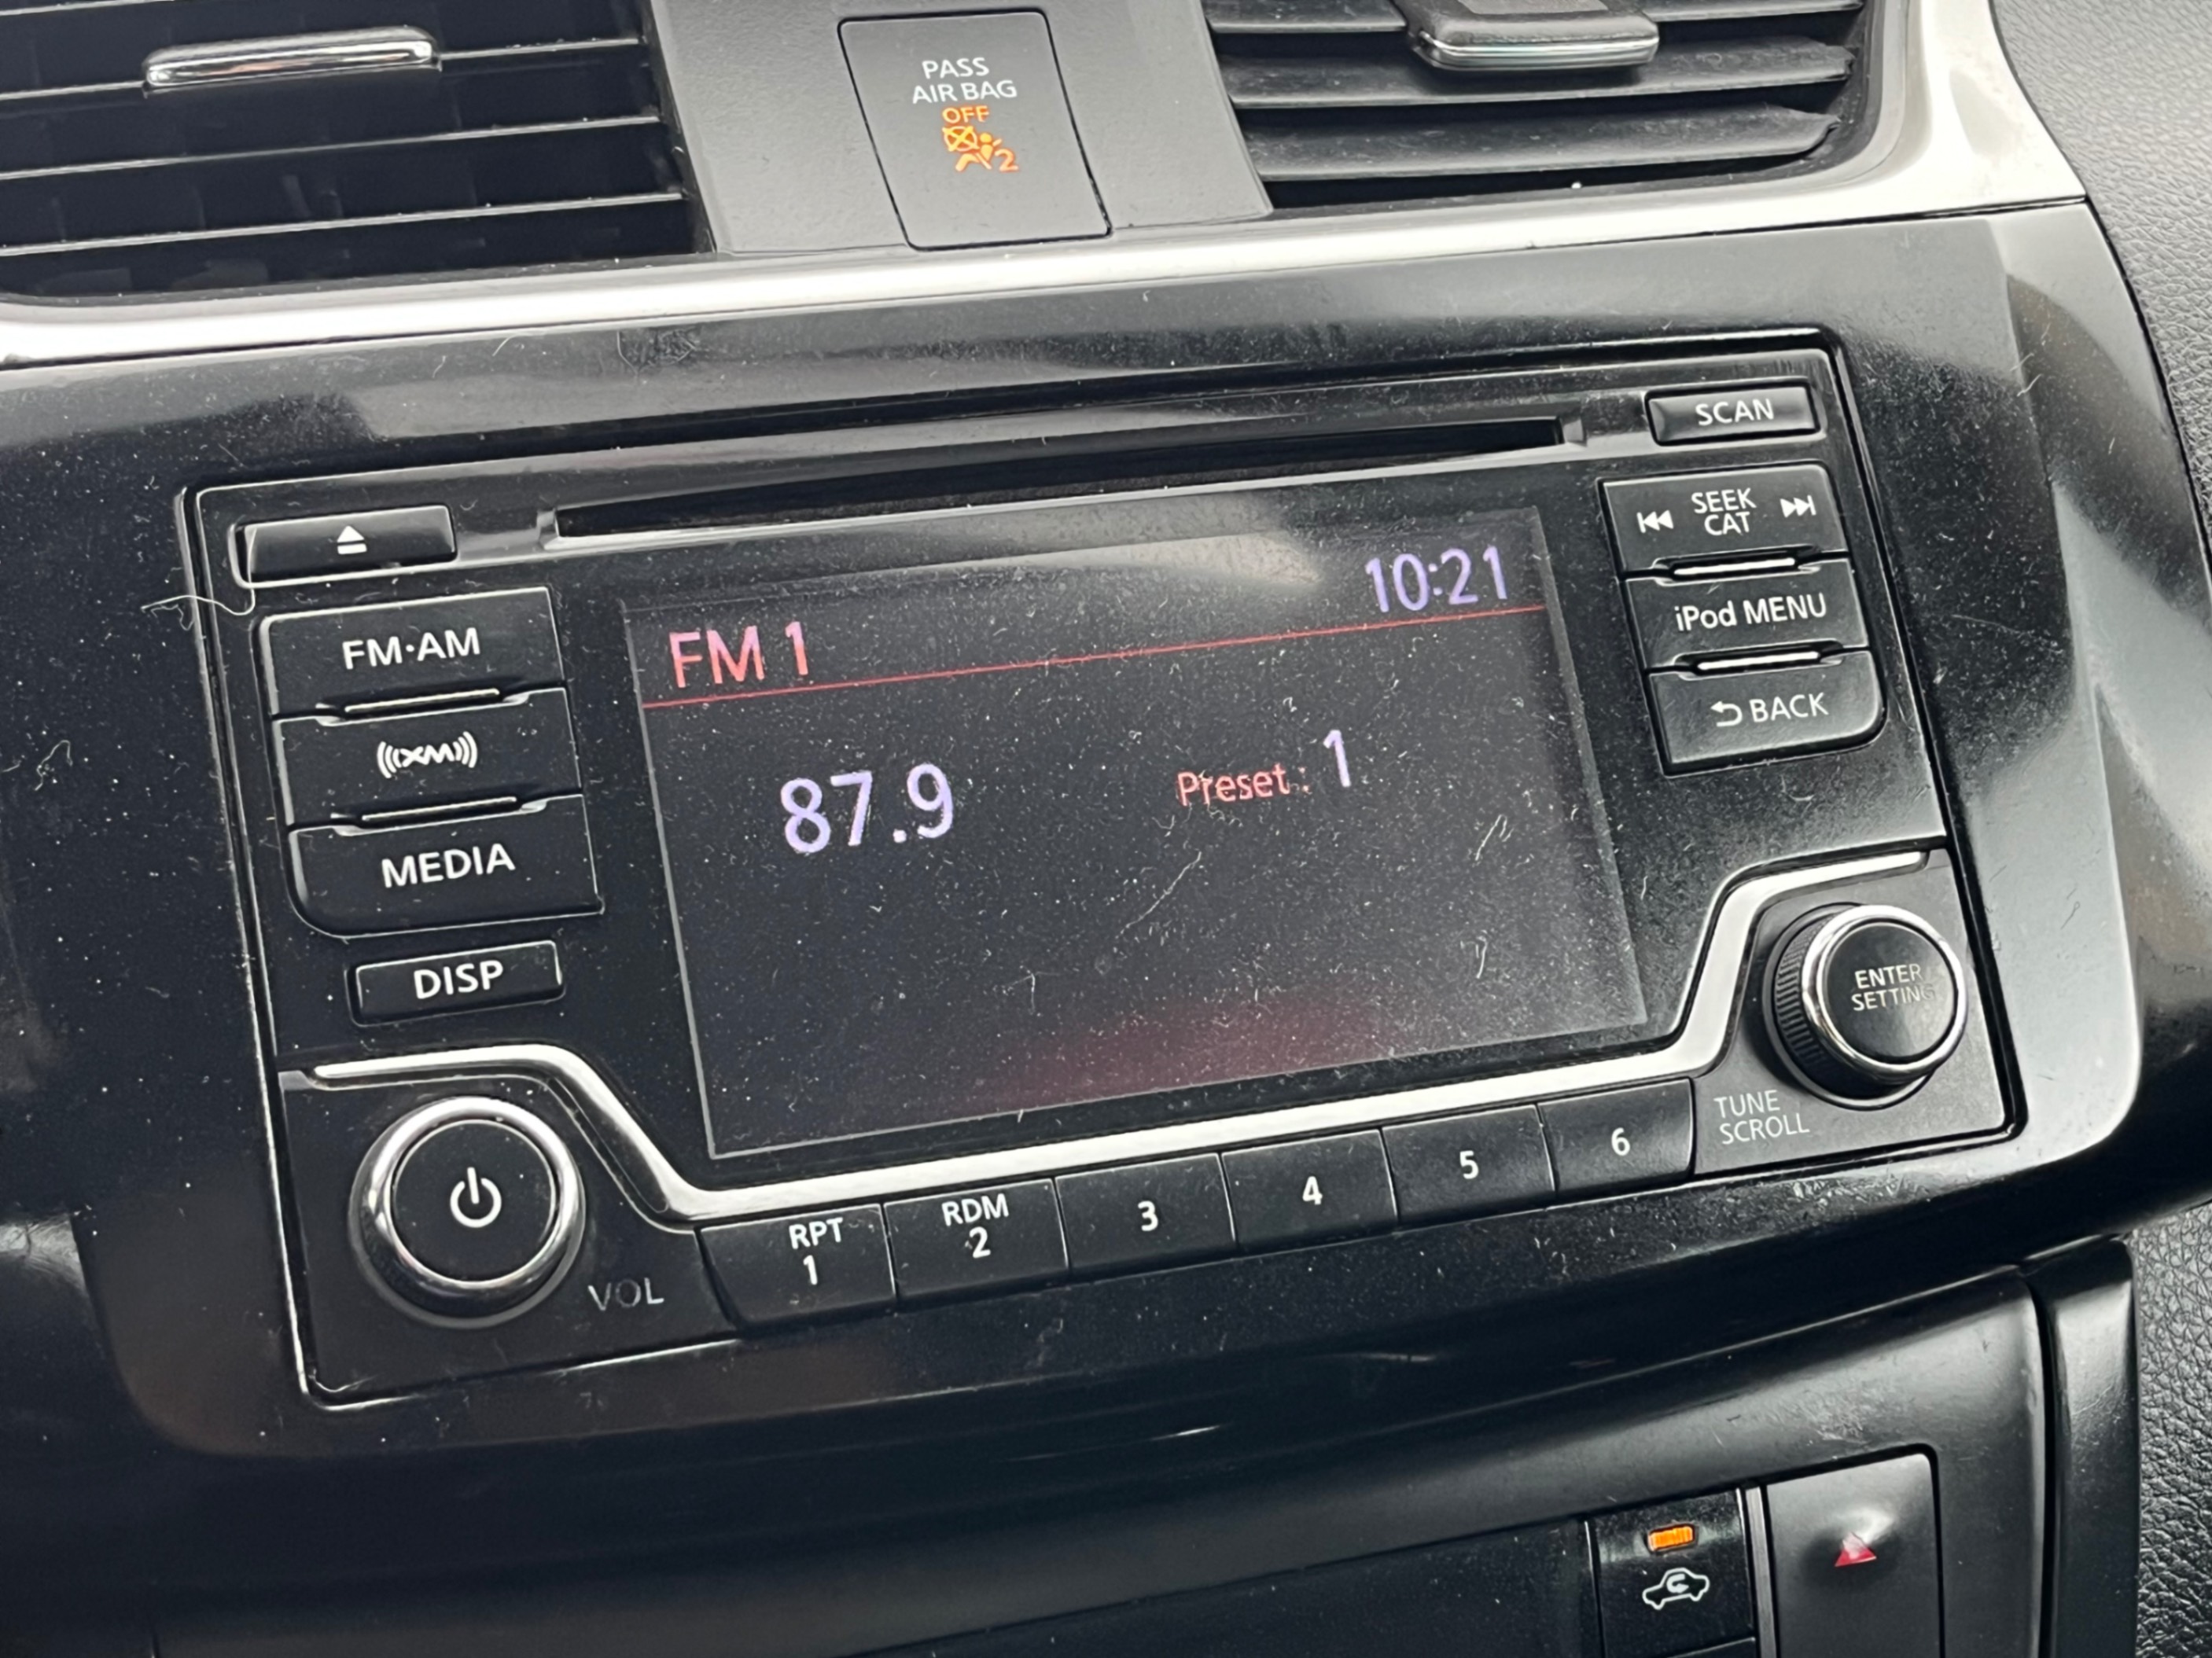 PASS
AIR BAG
OFF
2
SCAN
SEEK
CAT
iPod MENU
BACK
FM·AM
XM
MEDIA
DISP
10:21
FM 1
87.9
Preset : 1
ENTER
SETTING
TUNE
SCROLL
VOL
RPT
1
RDM
2
3
4
5
6